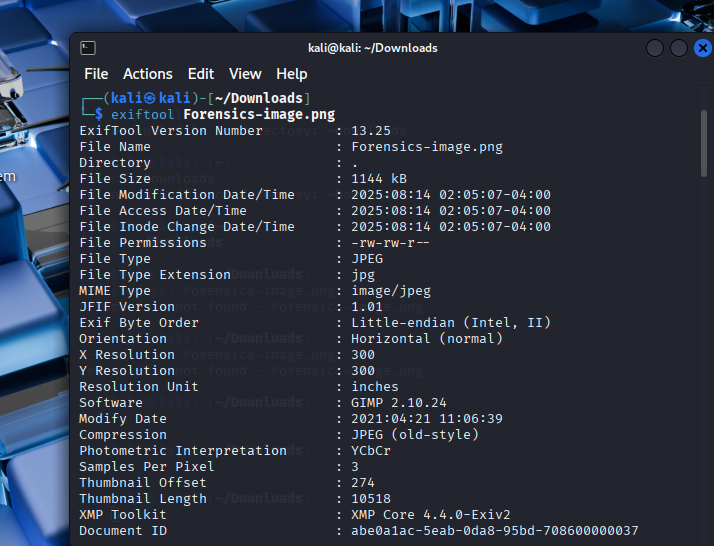 kali@kali: ~/Downloads
File Actions Edit View Help
┌──(kali㉿kali)-[~/Downloads]
└─$ exiftool Forensics-image.png
ExifTool Version Number         : 13.25
File Name                       : Forensics-image.png
Directory                       : .
File Size                       : 1144 kB
File Modification Date/Time     : 2025:08:14 02:05:07-04:00
File Access Date/Time           : 2025:08:14 02:05:07-04:00
File Inode Change Date/Time     : 2025:08:14 02:05:07-04:00
File Permissions                : -rw-rw-r--
File Type                       : JPEG
File Type Extension             : jpg
MIME Type                       : image/jpeg
JFIF Version                    : 1.01
Exif Byte Order                 : Little-endian (Intel, II)
Orientation                     : Horizontal (normal)
X Resolution                    : 300
Y Resolution                    : 300
Resolution Unit                 : inches
Software                        : GIMP 2.10.24
Modify Date                     : 2021:04:21 11:06:39
Compression                     : JPEG (old-style)
Photometric Interpretation      : YCbCr
Samples Per Pixel               : 3
Thumbnail Offset                : 274
Thumbnail Length                : 10518
XMP Toolkit                     : XMP Core 4.4.0-Exiv2
Document ID                     : abe0a1ac-5eab-0da8-95bd-708600000037